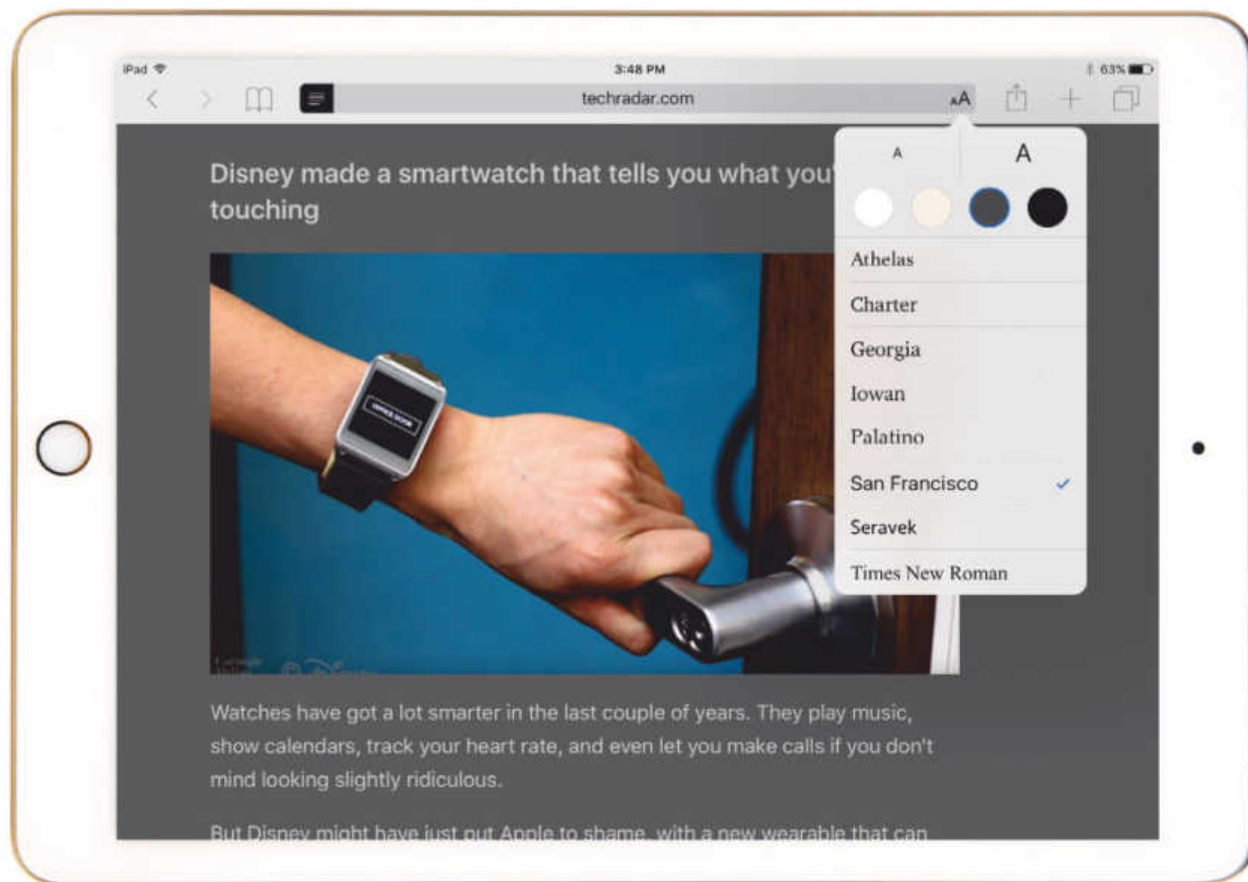 iPad
3:48 PM
63%
techradar.com
AA
A A
Disney made a smartwatch that tells you what you'
touching
Athelas
Charter
Georgia
Iowan
Palatino
San Francisco
Seravek
Times New Roman
OFFICE DOOR
Watches have got a lot smarter in the last couple of years. They play music,
show calendars, track your heart rate, and even let you make calls if you don't
mind looking slightly ridiculous.
But Disney might have just put Apple to shame, with a new wearable that can